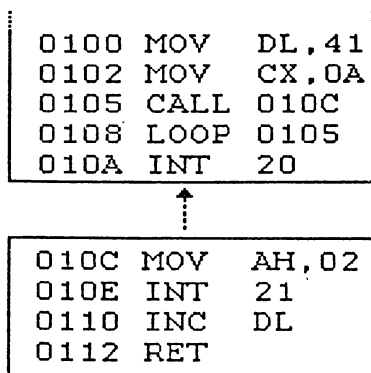 0100 MOV DL,41
0102 MOV CX,0A
0105 CALL 010C
0108 LOOP 0105
010A INT 20
010C MOV AH,02
010E INT 21
0110 INC DL
0112 RET